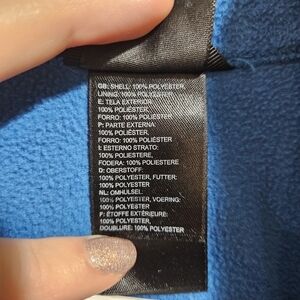 GB: SHELL: 100% POLYESTER,
LINING: 100% POLYESTER
E: TELA EXTERIOR:
100% POLIÉSTER,
FORRO: 100% POLIÉSTER
P: PARTE EXTERNA:
100% POLIÉSTER,
FORRO: 100% POLIÉSTER
I: ESTERNO STRATO:
100% POLIESTERE,
FODERA: 100% POLIESTERE
D: OBERSTOFF:
100% POLYESTER, FUTTER:
100% POLYESTER
NL: OMHULSEL:
100% POLYESTER, VOERING:
100% POLYESTER
F: ÉTOFFE EXTÉRIEURE:
100% POLYESTER,
DOUBLURE: 100% POLYESTER